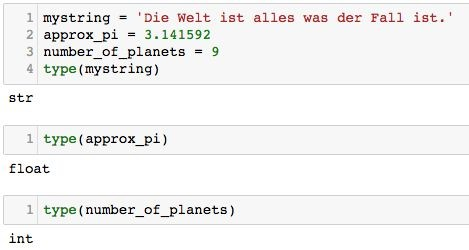 1 mystring = 'Die Welt ist alles was der Fall ist.'
2 approx_pi = 3.141592
3 number_of_planets = 9
4 type(mystring)
str
1 type(approx_pi)
float
1 type(number_of_planets)
int